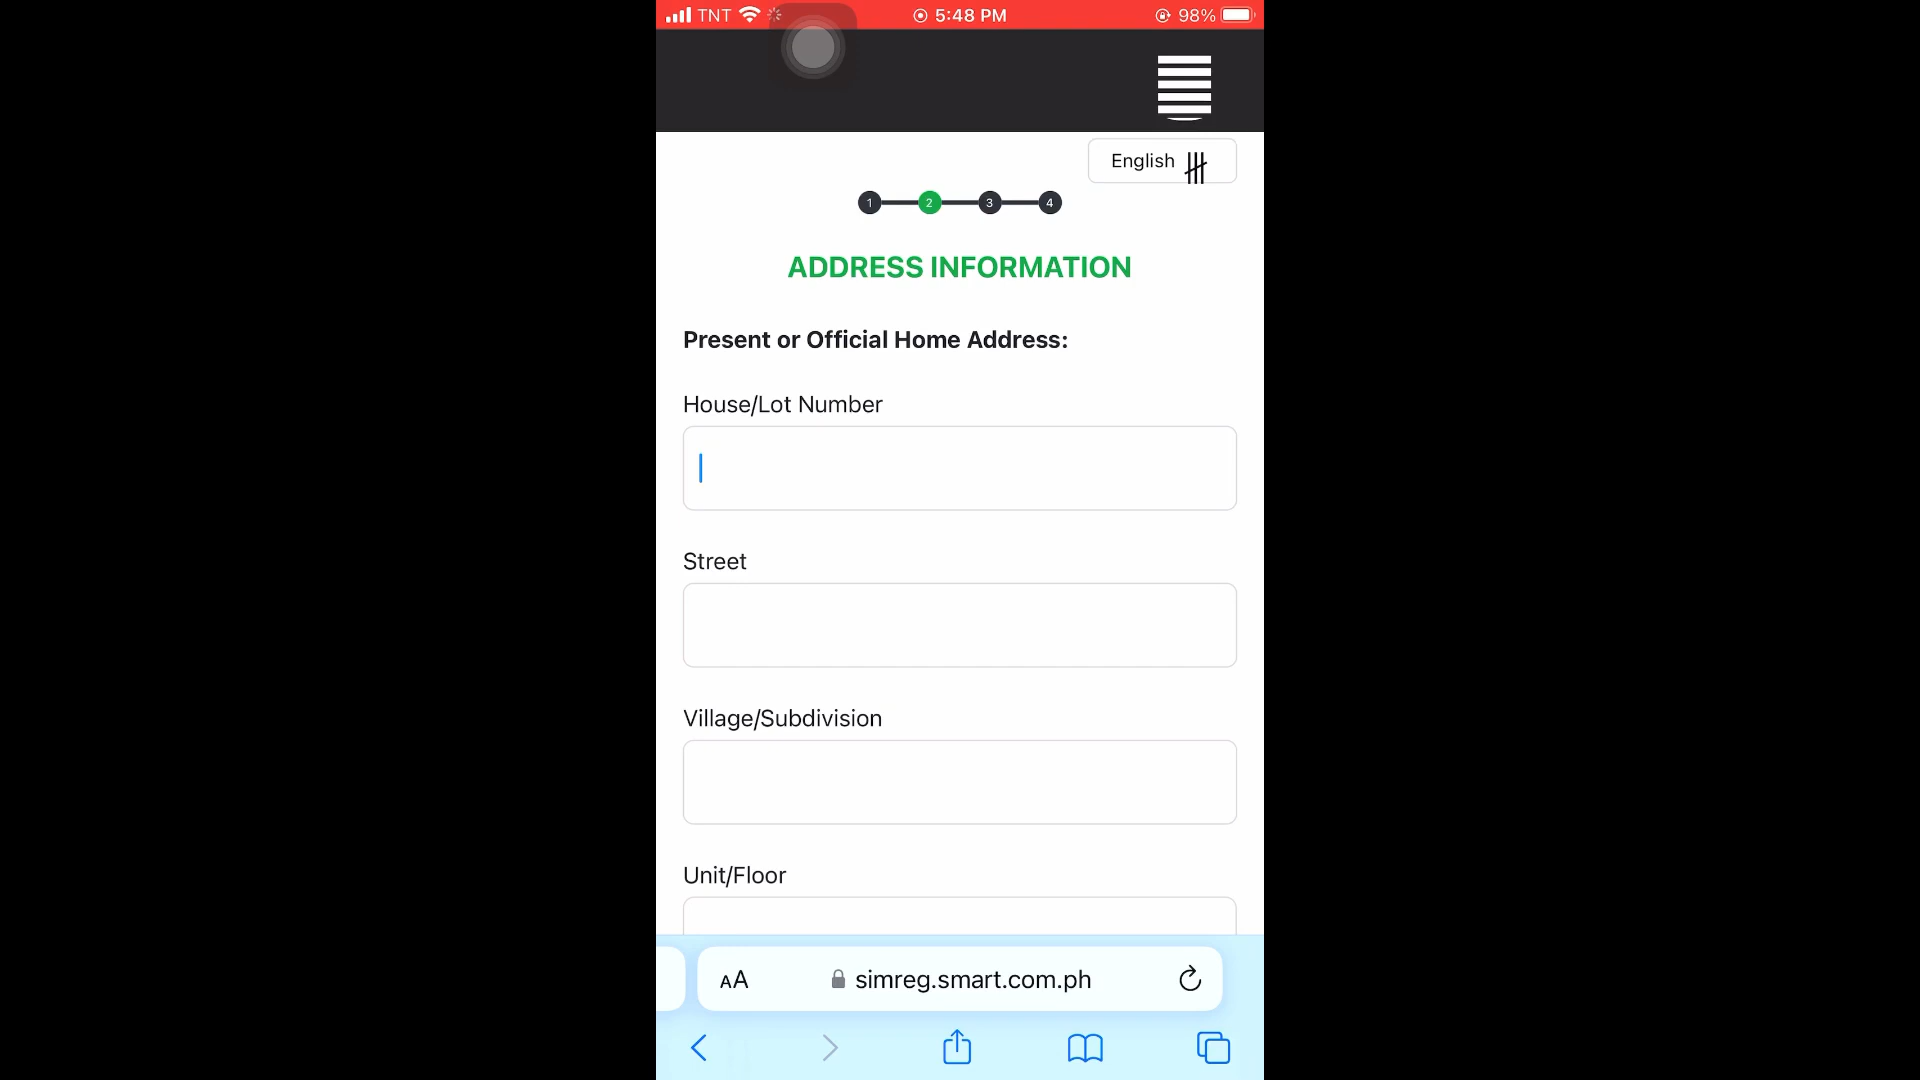 TNT 5:48 PM 98%
English
1 2 3 4
ADDRESS INFORMATION
Present or Official Home Address:
House/Lot Number
Street
Village/Subdivision
Unit/Floor
AA simreg.smart.com.ph